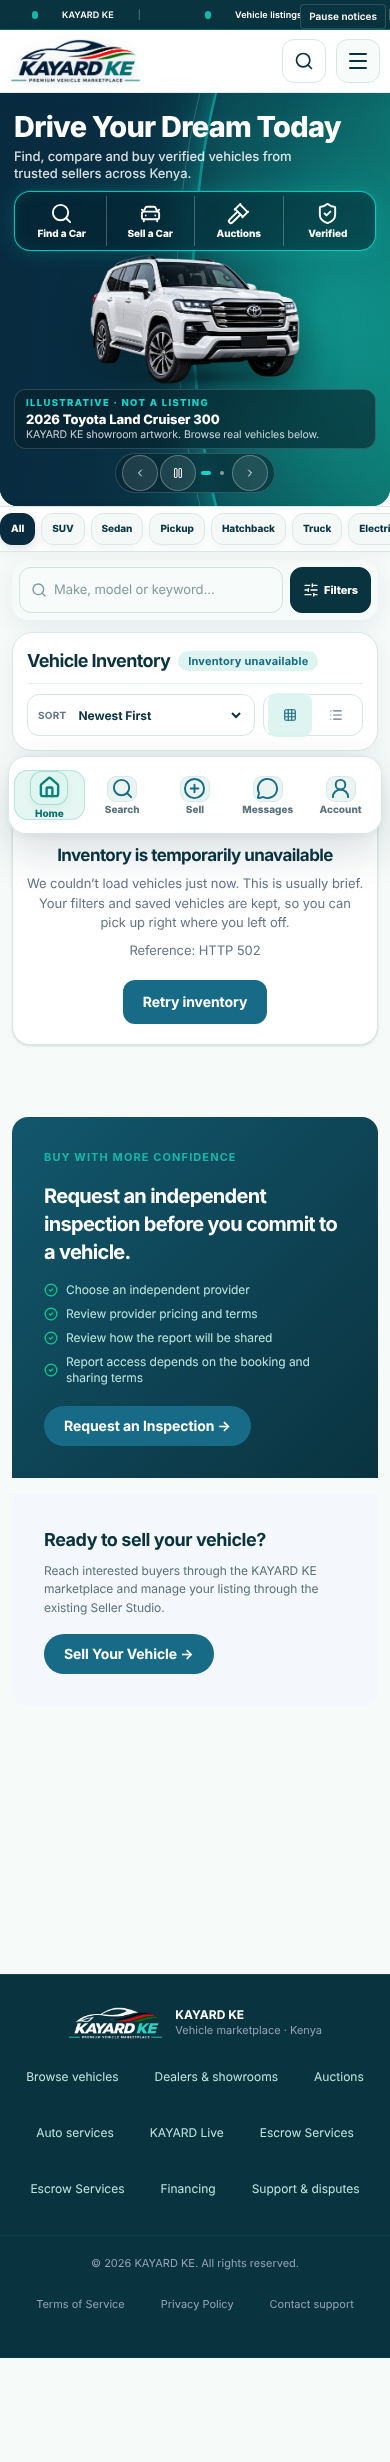 KAYARD KE | Vehicle listings
Pause notices
KAYARD KE
PREMIUM VEHICLE MARKETPLACE
Drive Your Dream Today
Find, compare and buy verified vehicles from
trusted sellers across Kenya.
Find a Car Sell a Car Auctions Verified
ILLUSTRATIVE · NOT A LISTING
2026 Toyota Land Cruiser 300
KAYARD KE showroom artwork. Browse real vehicles below.
All SUV Sedan Pickup Hatchback Truck Electri
Make, model or keyword...
Filters
Vehicle Inventory Inventory unavailable
SORT Newest First
Home Search Sell Messages Account
Inventory is temporarily unavailable
We couldn’t load vehicles just now. This is usually brief.
Your filters and saved vehicles are kept, so you can
pick up right where you left off.
Reference: HTTP 502
Retry inventory
BUY WITH MORE CONFIDENCE
Request an independent
inspection before you commit to
a vehicle.
Choose an independent provider
Review provider pricing and terms
Review how the report will be shared
Report access depends on the booking and
sharing terms
Request an Inspection →
Ready to sell your vehicle?
Reach interested buyers through the KAYARD KE
marketplace and manage your listing through the
existing Seller Studio.
Sell Your Vehicle →
KAYARD KE
PREMIUM VEHICLE MARKETPLACE
KAYARD KE
Vehicle marketplace · Kenya
Browse vehicles Dealers & showrooms Auctions
Auto services KAYARD Live Escrow Services
Escrow Services Financing Support & disputes
© 2026 KAYARD KE. All rights reserved.
Terms of Service Privacy Policy Contact support